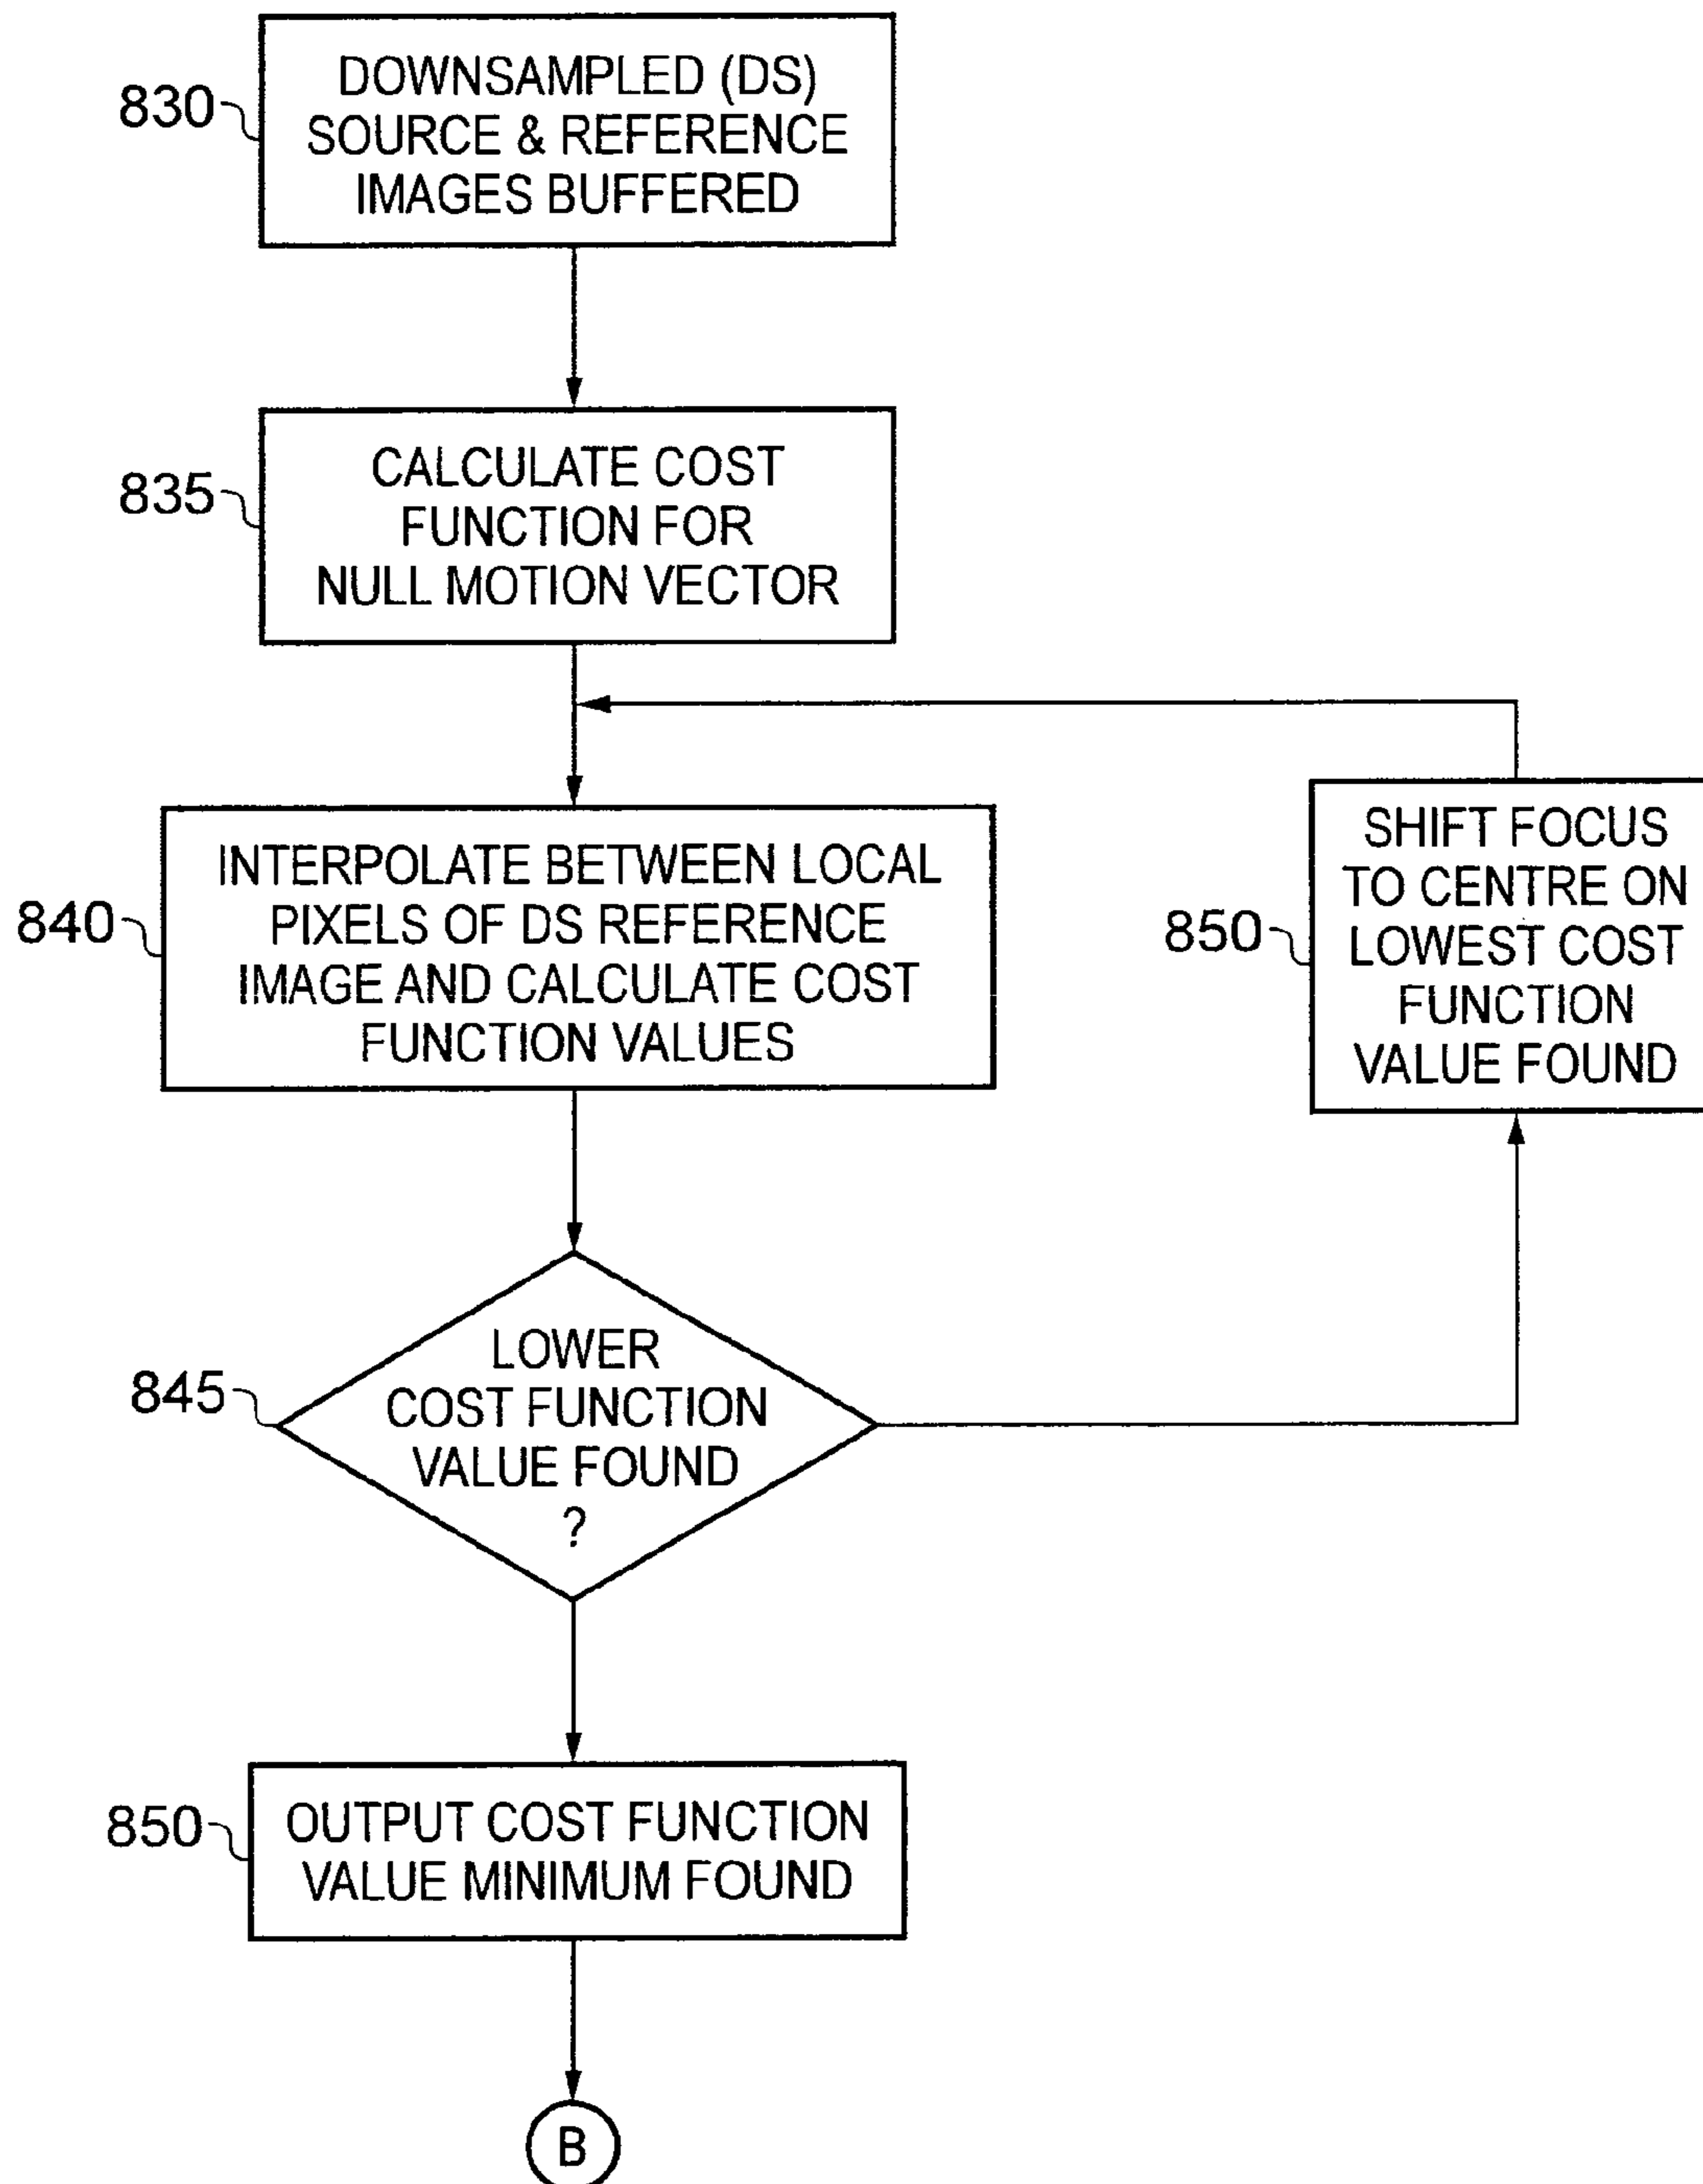 830
DOWNSAMPLED (DS)
SOURCE & REFERENCE
IMAGES BUFFERED
835
CALCULATE COST
FUNCTION FOR
NULL MOTION VECTOR
840
INTERPOLATE BETWEEN LOCAL
PIXELS OF DS REFERENCE
IMAGE AND CALCULATE COST
FUNCTION VALUES
850
SHIFT FOCUS
TO CENTRE ON
LOWEST COST
FUNCTION
VALUE FOUND
845
LOWER
COST FUNCTION
VALUE FOUND
?
850
OUTPUT COST FUNCTION
VALUE MINIMUM FOUND
B